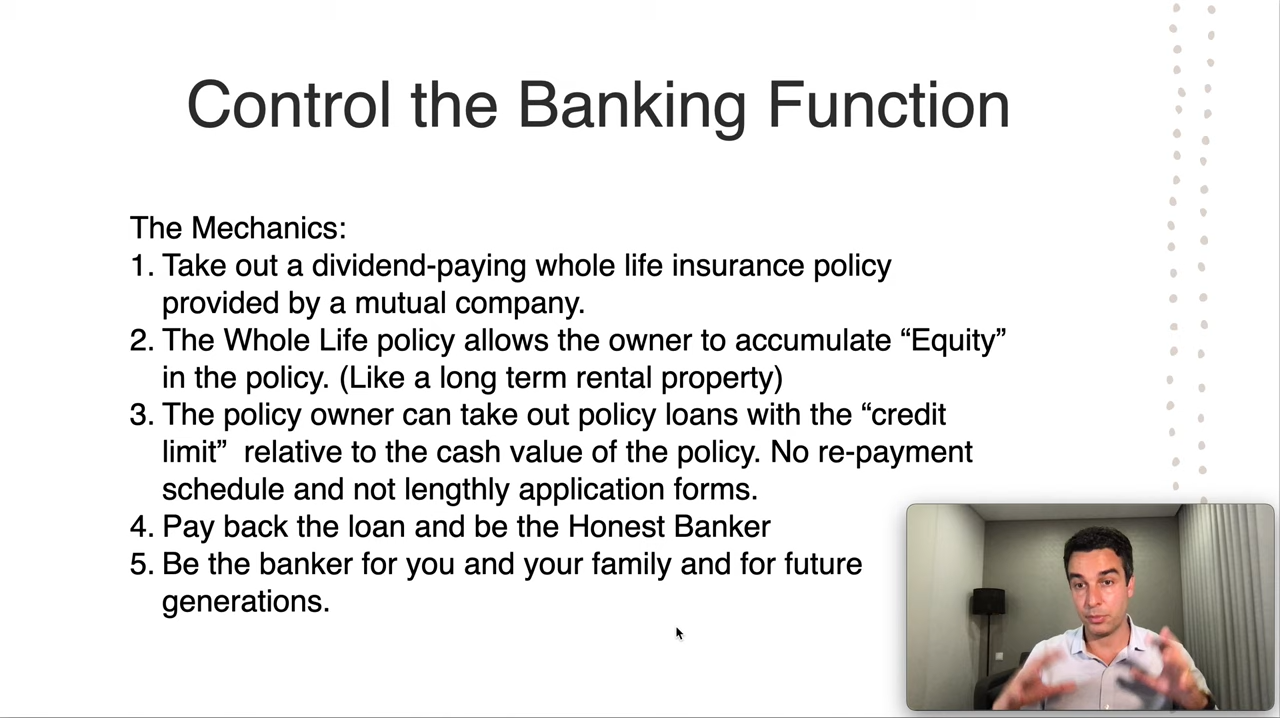 Control the Banking Function
The Mechanics:
1. Take out a dividend-paying whole life insurance policy
provided by a mutual company.
2. The Whole Life policy allows the owner to accumulate “Equity”
in the policy. (Like a long term rental property)
3. The policy owner can take out policy loans with the “credit
limit”  relative to the cash value of the policy. No re-payment
schedule and not lengthly application forms.
4. Pay back the loan and be the Honest Banker
5. Be the banker for you and your family and for future
generations.